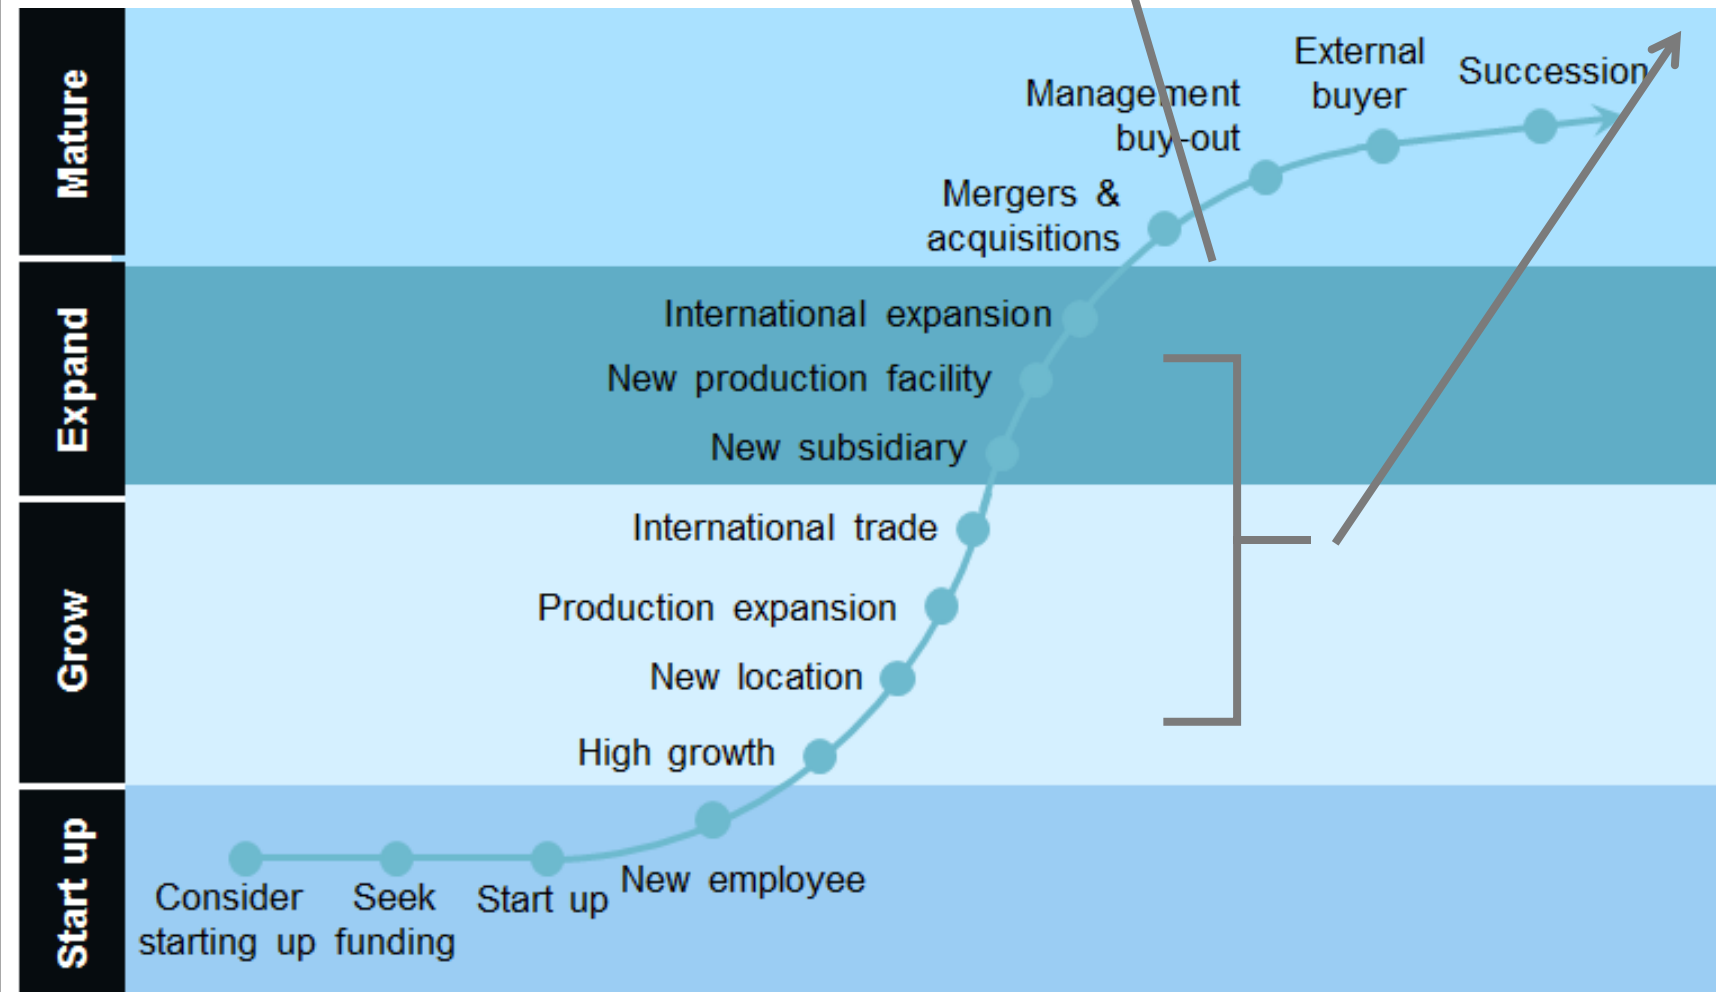 Mature
External
buyer
Succession
Management
buy-out
Mergers &
acquisitions
Expand
International expansion
New production facility
New subsidiary
Grow
International trade
Production expansion
New location
High growth
Start up
Consider
starting up
Seek
funding
Start up
New employee